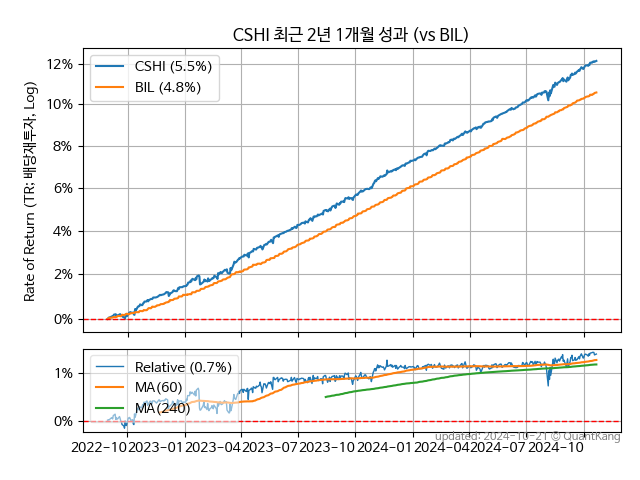 CSHI 최근 2년 1개월 성과 (vs BIL)
Rate of Return (TR: 배당재투자, Log)
12%
10%
8%
6%
4%
2%
0%
CSHI (5.5%)
BIL (4.8%)
1%
0%
Relative (0.7%)
MA(60)
MA(240)
2022-10 2023-01 2023-04 2023-07 2023-10 2024-01 2024-04 2024-07 2024-10
updated: 2024-10-21 © QuantKang